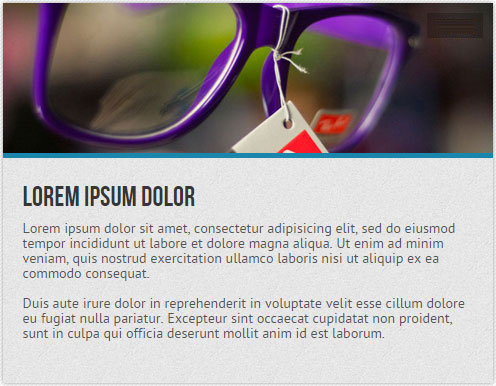 LOREM IPSUM DOLOR
Lorem ipsum dolor sit amet, consectetur adipisicing elit, sed do eiusmod
tempor incididunt ut labore et dolore magna aliqua. Ut enim ad minim
veniam, quis nostrud exercitation ullamco laboris nisi ut aliquip ex ea
commodo consequat.
Duis aute irure dolor in reprehenderit in voluptate velit esse cillum dolore
eu fugiat nulla pariatur. Excepteur sint occaecat cupidatat non proident,
sunt in culpa qui officia deserunt mollit anim id est laborum.